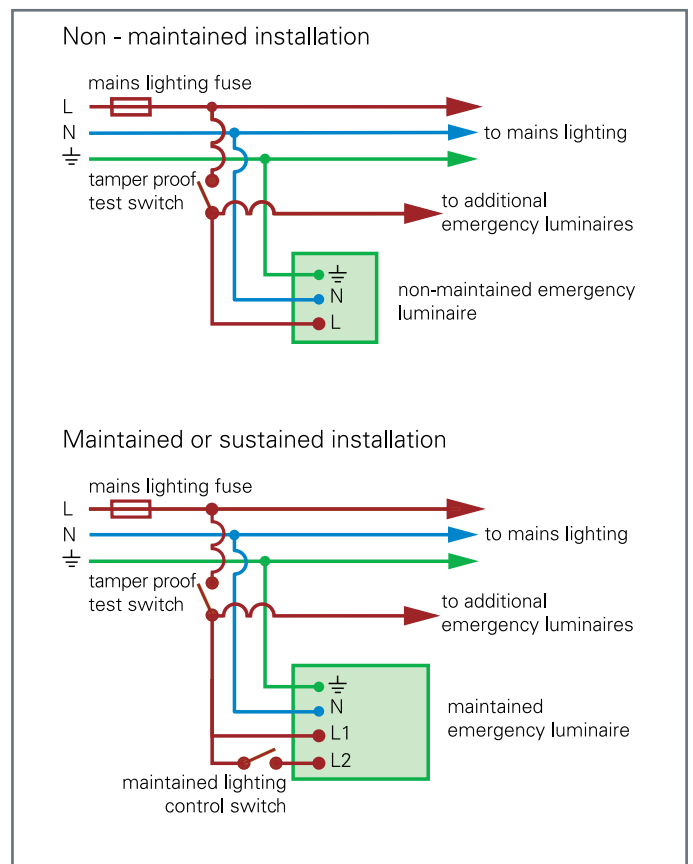 Non - maintained installation
mains lighting fuse
L
N
to mains lighting
tamper proof
test switch
to additional
emergency luminaires
N
L
non-maintained emergency
luminaire
Maintained or sustained installation
mains lighting fuse
L
N
to mains lighting
tamper proof
test switch
to additional
emergency luminaires
N
L1
L2
maintained
emergency luminaire
maintained lighting
control switch